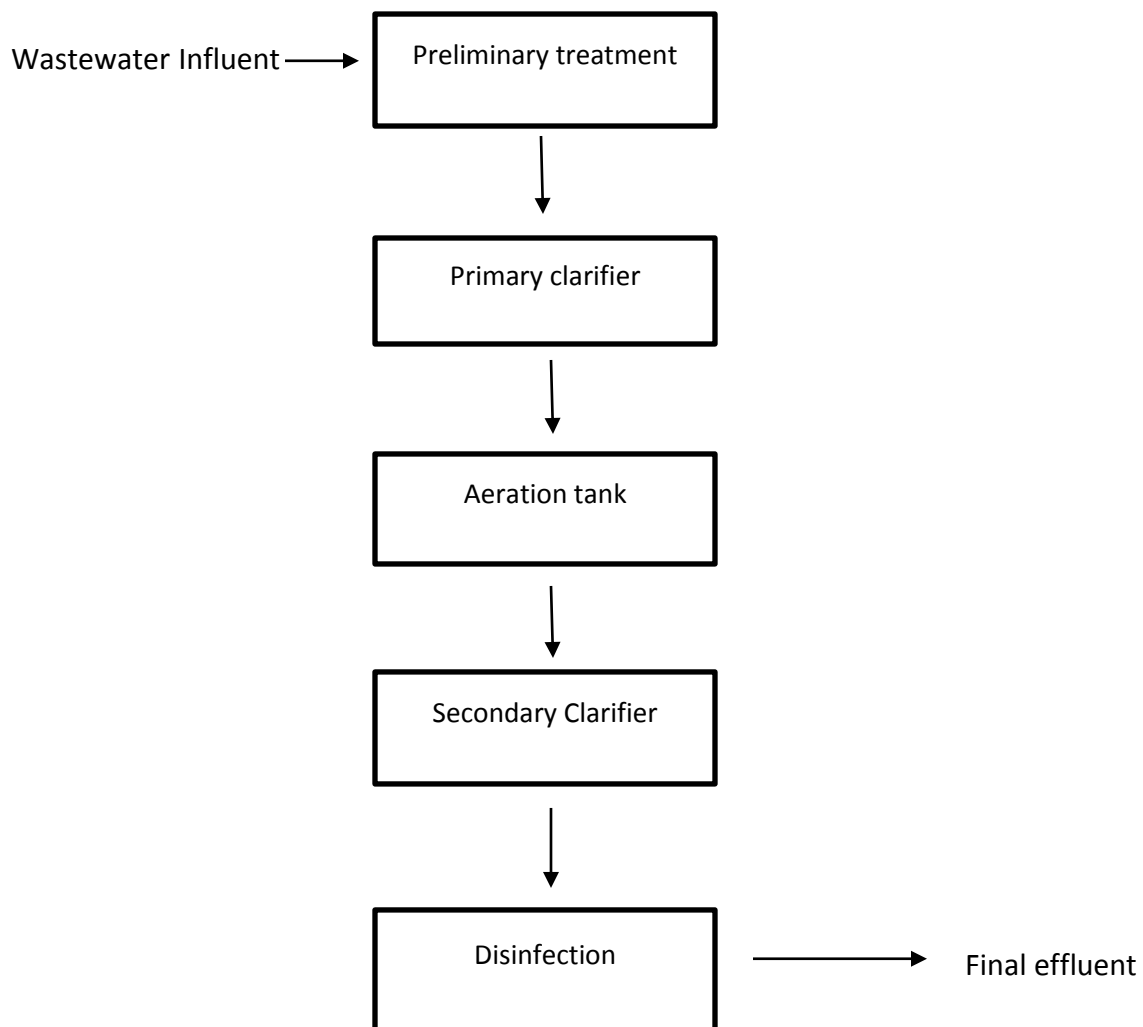 Wastewater Influent
Preliminary treatment
Primary clarifier
Aeration tank
Secondary Clarifier
Disinfection
Final effluent